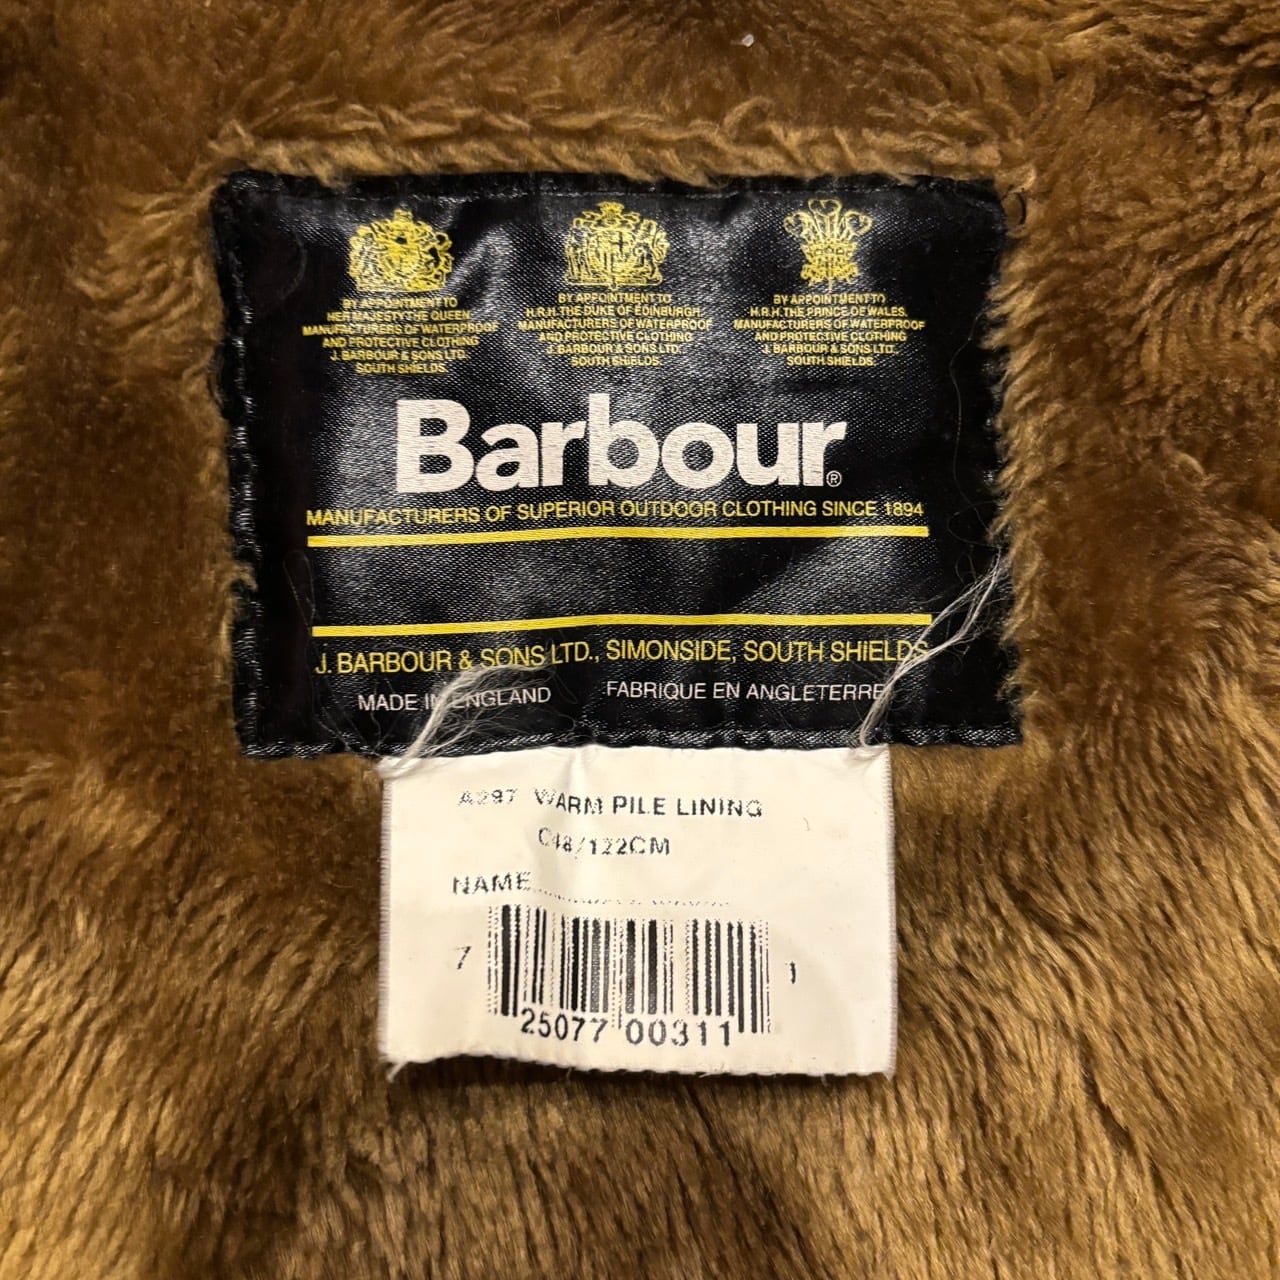 BY APPOINTMENT TO
HER MAJESTY THE QUEEN
MANUFACTURERS OF WATERPROOF
AND PROTECTIVE CLOTHING
J. BARBOUR & SONS LTD.
SOUTH SHIELDS.
BY APPOINTMENT TO
H.R.H. THE DUKE OF EDINBURGH,
MANUFACTURERS OF WATERPROOF
AND PROTECTIVE CLOTHING
J. BARBOUR & SONS LTD.
SOUTH SHIELDS.
BY APPOINTMENT TO
H.R.H. THE PRINCE OF WALES,
MANUFACTURERS OF WATERPROOF
AND PROTECTIVE CLOTHING
J. BARBOUR & SONS LTD.
SOUTH SHIELDS.
Barbour®
MANUFACTURERS OF SUPERIOR OUTDOOR CLOTHING SINCE 1894
J. BARBOUR & SONS LTD., SIMONSIDE, SOUTH SHIELDS
MADE IN ENGLAND FABRIQUE EN ANGLETERRE
A297 WARM PILE LINING
C48/122CM
NAME
7 25077 00311 1